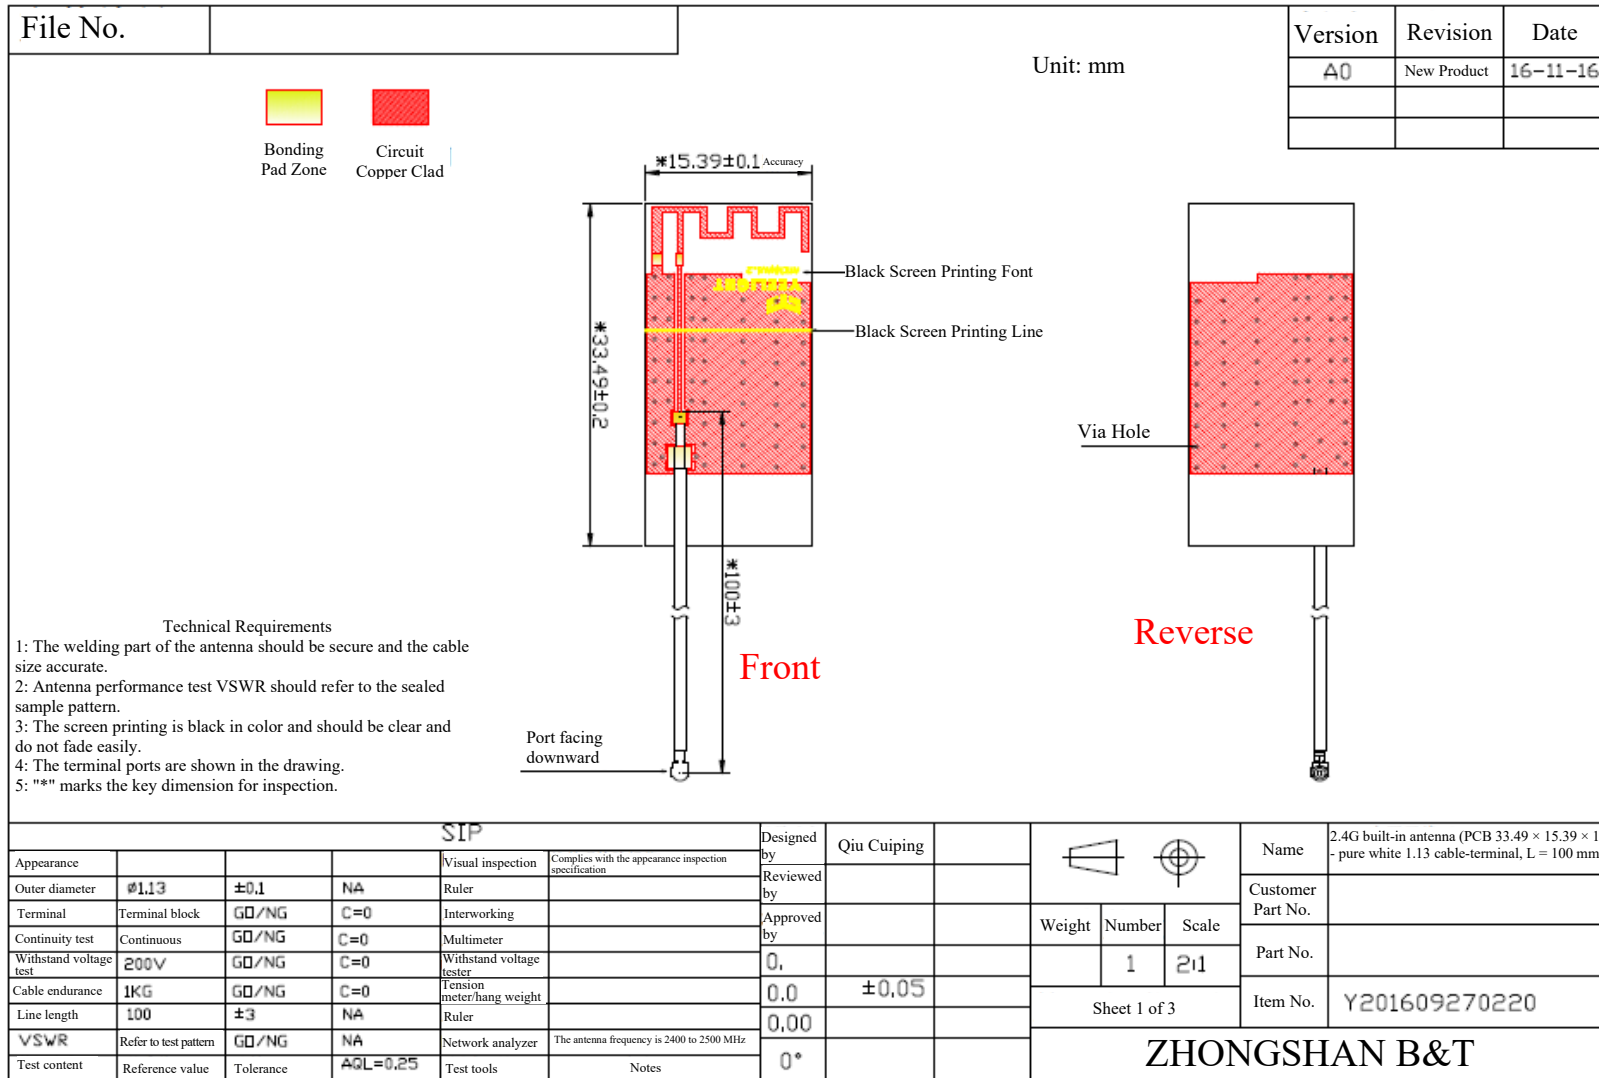 File No.
Version Revision Date
A0 New Product 16-11-16
Unit: mm
Bonding
Pad Zone
Circuit
Copper Clad
*15.39±0.1 Accuracy
*33.49±0.2
Black Screen Printing Font
YEELIGHT
Black Screen Printing Line
Via Hole
*100±3
Front
Reverse
Port facing
downward
Technical Requirements
1: The welding part of the antenna should be secure and the cable
size accurate.
2: Antenna performance test VSWR should refer to the sealed
sample pattern.
3: The screen printing is black in color and should be clear and
do not fade easily.
4: The terminal ports are shown in the drawing.
5: "*" marks the key dimension for inspection.
SIP
Appearance Visual inspection Complies with the appearance inspection
specification
Outer diameter ø1.13 ±0.1 NA Ruler
Terminal Terminal block GO/NG C=0 Interworking
Continuity test Continuous GO/NG C=0 Multimeter
Withstand voltage
test 200V GO/NG C=0 Withstand voltage
tester
Cable endurance 1KG GO/NG C=0 Tension
meter/hang weight
Line length 100 ±3 NA Ruler
VSWR Refer to test pattern GO/NG NA Network analyzer The antenna frequency is 2400 to 2500 MHz
Test content Reference value Tolerance AQL=0.25 Test tools Notes
Designed
by Qiu Cuiping
Reviewed
by
Approved
by
0.
0.0 ±0.05
0.00
0°
Weight Number Scale
1 2:1
Sheet 1 of 3
Name 2.4G built-in antenna (PCB 33.49 × 15.39 × 1
- pure white 1.13 cable-terminal, L = 100 mm
Customer
Part No.
Part No.
Item No. Y201609270220
ZHONGSHAN B&T